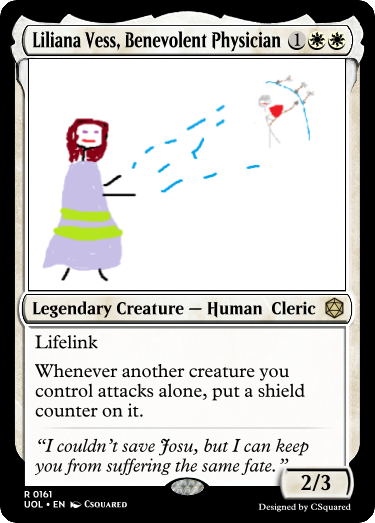 Liliana Vess, Benevolent Physician 1
Legendary Creature — Human Cleric
Lifelink
Whenever another creature you
control attacks alone, put a shield
counter on it.
“I couldn’t save Josu, but I can keep
you from suffering the same fate.”
2/3
R 0161
UOL • EN CSquared
Designed by CSquared